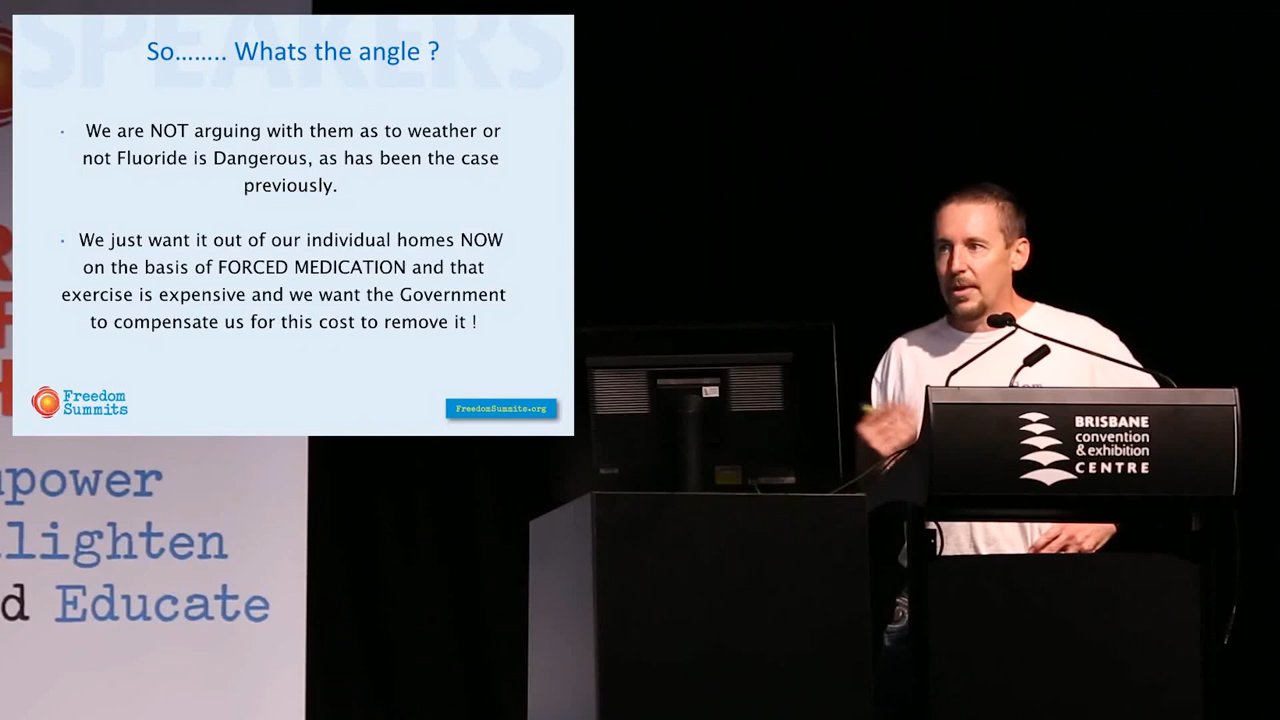 SPEAKERS
So…….. Whats the angle ?
· We are NOT arguing with them as to weather or
not Fluoride is Dangerous, as has been the case
previously.
· We just want it out of our individual homes NOW
on the basis of FORCED MEDICATION and that
exercise is expensive and we want the Government
to compensate us for this cost to remove it !
Freedom
Summits
FreedomSummits.org
power
lighten
d Educate
BRISBANE
convention
& exhibition
CENTRE